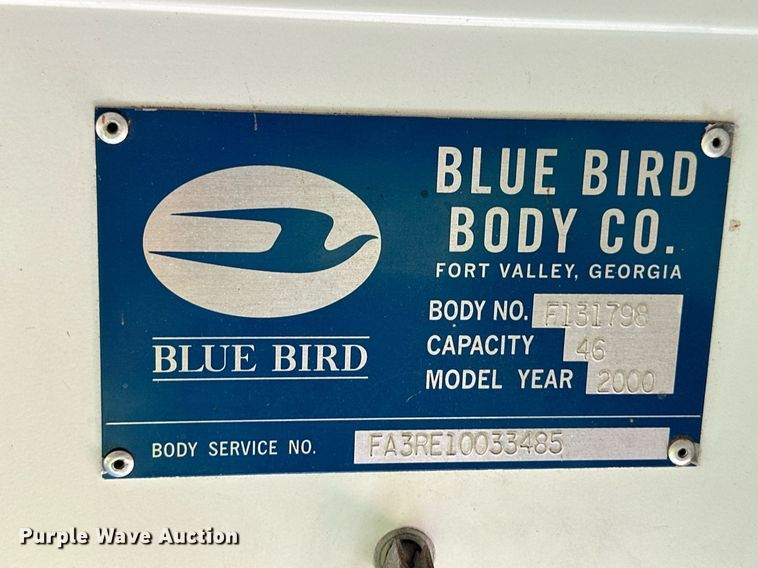 BLUE BIRD
BODY CO.
FORT VALLEY, GEORGIA
BODY NO. F131798
CAPACITY 46
MODEL YEAR 2000
BLUE BIRD
BODY SERVICE NO. FA3RE10033485
Purple Wave Auction